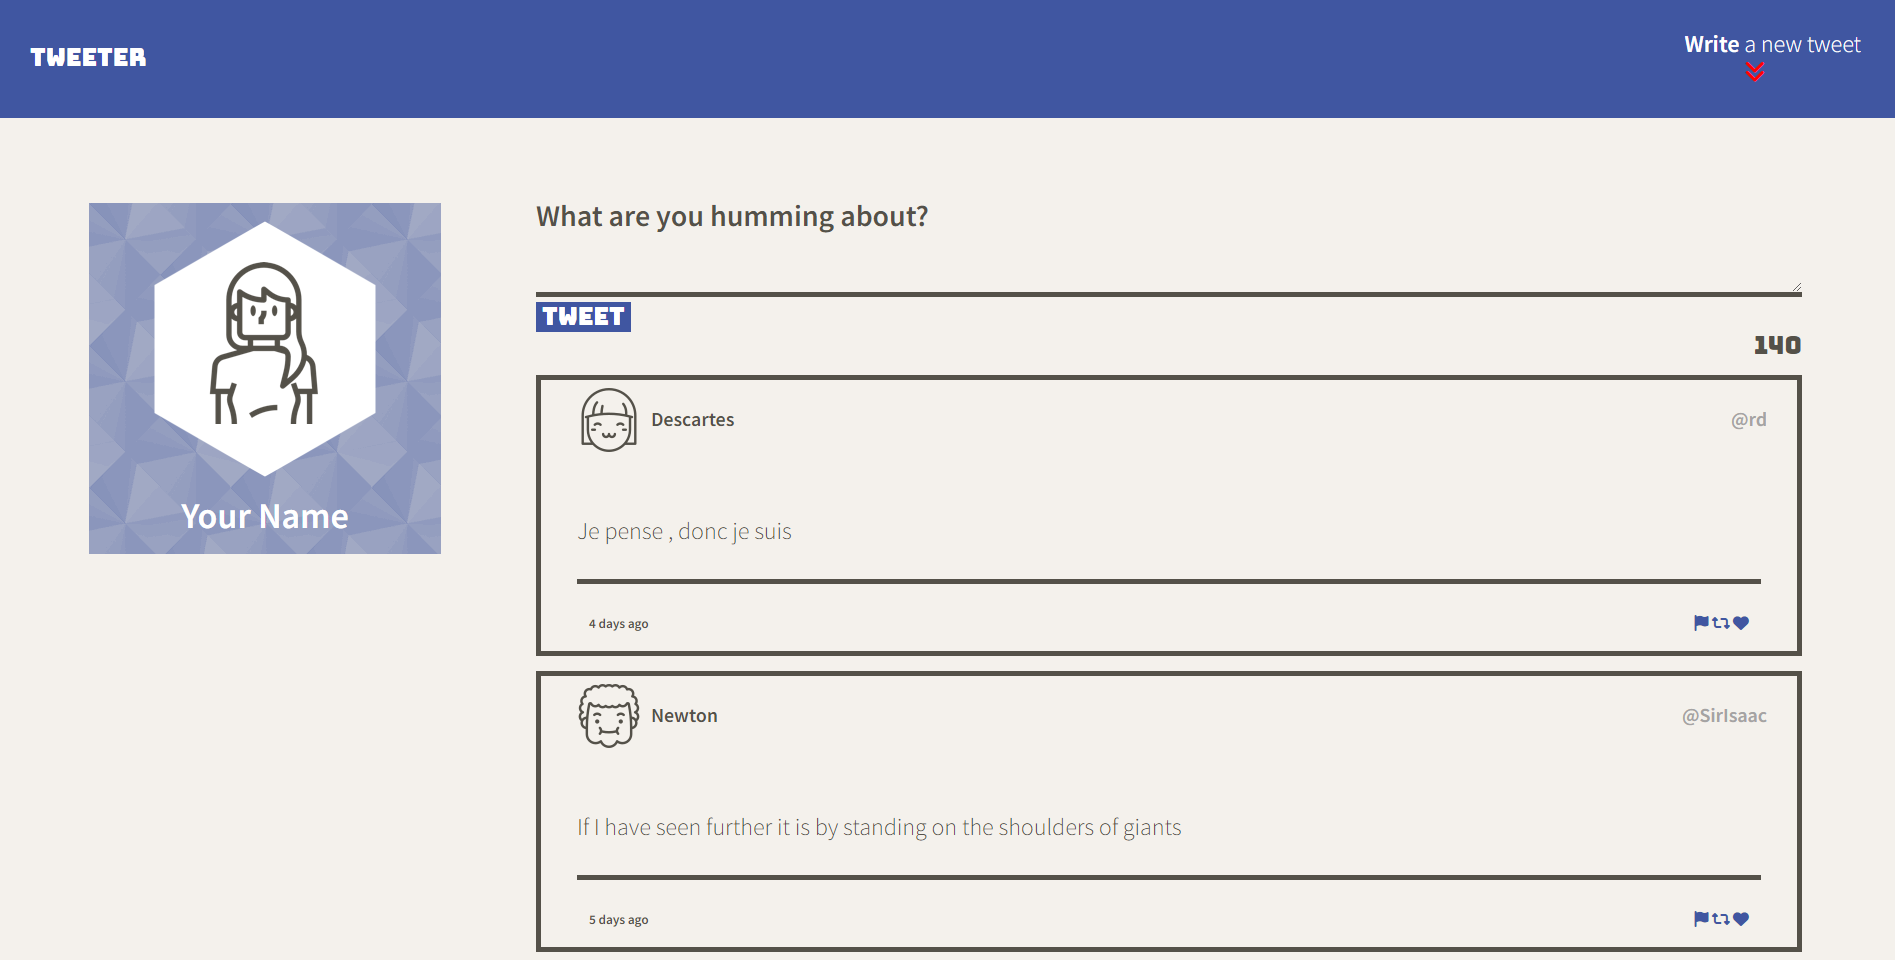 TWEETER
Write a new tweet
Your Name
What are you humming about?
TWEET
140
Descartes
@rd
Je pense , donc je suis
4 days ago
Newton
@SirIsaac
If I have seen further it is by standing on the shoulders of giants
5 days ago